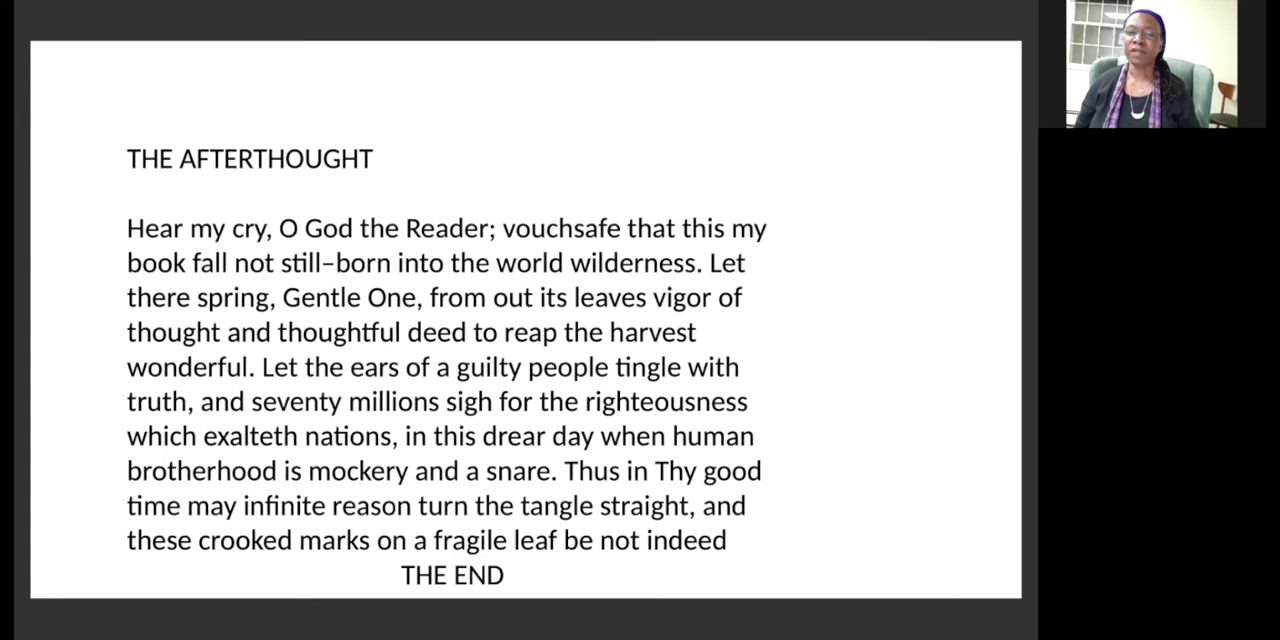 THE AFTERTHOUGHT
Hear my cry, O God the Reader; vouchsafe that this my
book fall not still–born into the world wilderness. Let
there spring, Gentle One, from out its leaves vigor of
thought and thoughtful deed to reap the harvest
wonderful. Let the ears of a guilty people tingle with
truth, and seventy millions sigh for the righteousness
which exalteth nations, in this drear day when human
brotherhood is mockery and a snare. Thus in Thy good
time may infinite reason turn the tangle straight, and
these crooked marks on a fragile leaf be not indeed
THE END